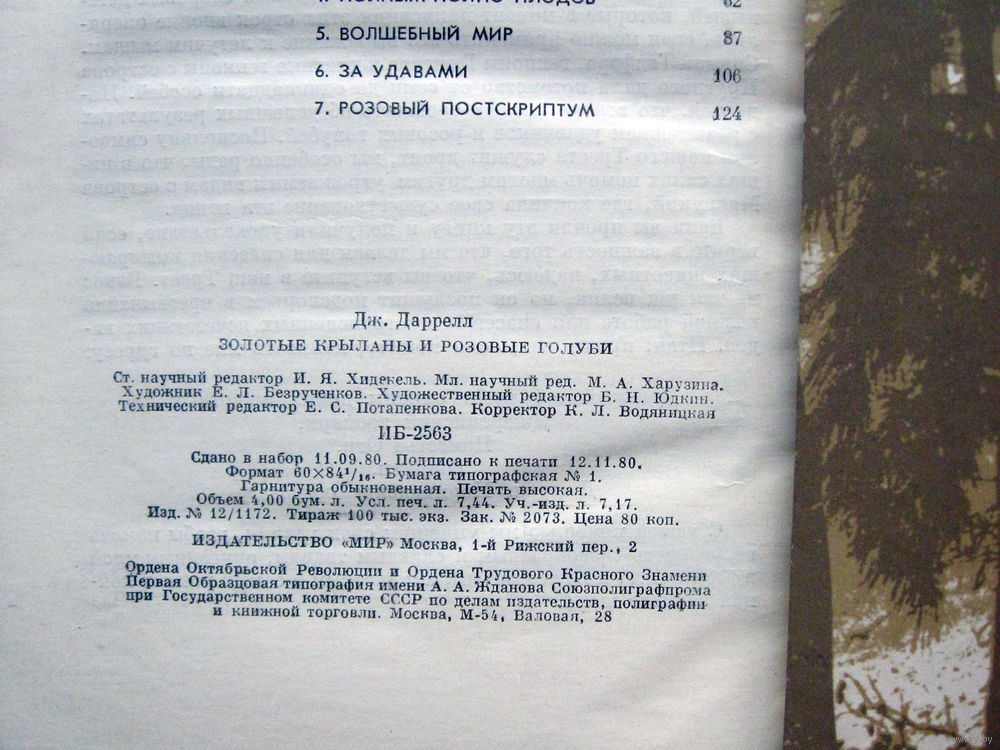 4. ПОЛНЫМ-ПОЛНО ПЛОДОВ 62
5. ВОЛШЕБНЫЙ МИР 87
6. ЗА УДАВАМИ 106
7. РОЗОВЫЙ ПОСТСКРИПТУМ 124
Дж. Даррелл
ЗОЛОТЫЕ КРЫЛАНЫ И РОЗОВЫЕ ГОЛУБИ
Ст. научный редактор И. Я. Хидекель. Мл. научный ред. М. А. Харузина.
Художник Е. Л. Безрученков. Художественный редактор Б. Н. Юдкин.
Технический редактор Е. С. Потапенкова. Корректор К. Л. Водяницкая
ИБ-2563
Сдано в набор 11.09.80. Подписано к печати 12.11.80.
Формат 60×84¹/₁₆. Бумага типографская № 1.
Гарнитура обыкновенная. Печать высокая.
Объем 4,00 бум. л. Усл. печ. л. 7,44. Уч.-изд. л. 7,17.
Изд. № 12/1172. Тираж 100 тыс. экз. Зак. № 2073. Цена 80 коп.
ИЗДАТЕЛЬСТВО «МИР» Москва, 1-й Рижский пер., 2
Ордена Октябрьской Революции и Ордена Трудового Красного Знамени
Первая Образцовая типография имени А. А. Жданова Союзполиграфпрома
при Государственном комитете СССР по делам издательств, полиграфии
и книжной торговли. Москва, М-54, Валовая, 28